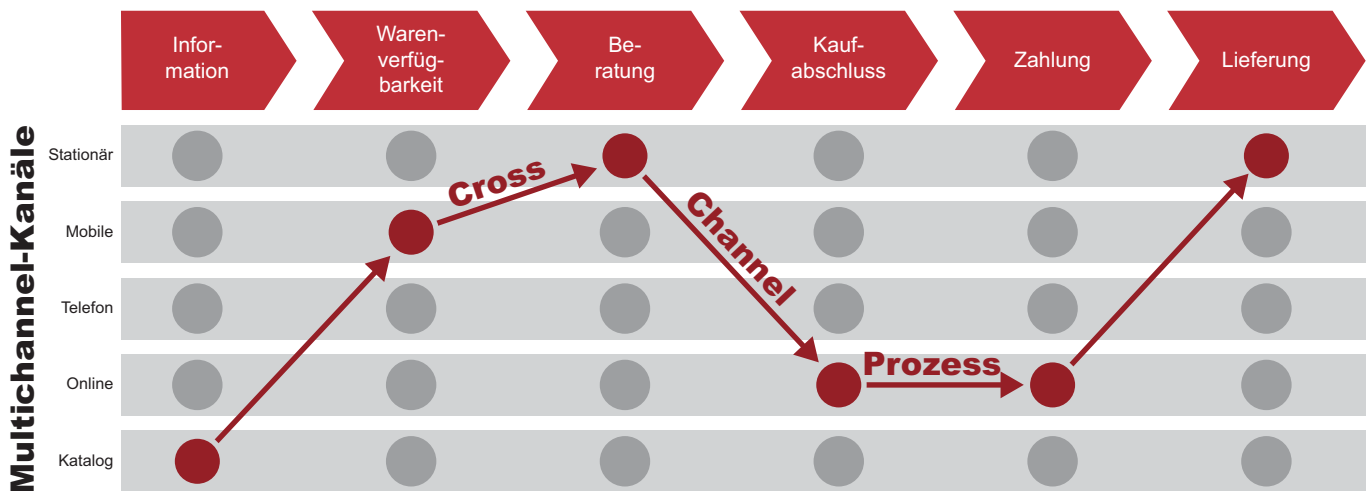 Infor-
mation
Waren-
verfüg-
barkeit
Be-
ratung
Kauf-
abschluss
Zahlung
Lieferung
Multichannel-Kanäle
Stationär
Mobile
Telefon
Online
Katalog
Cross
Channel
Prozess